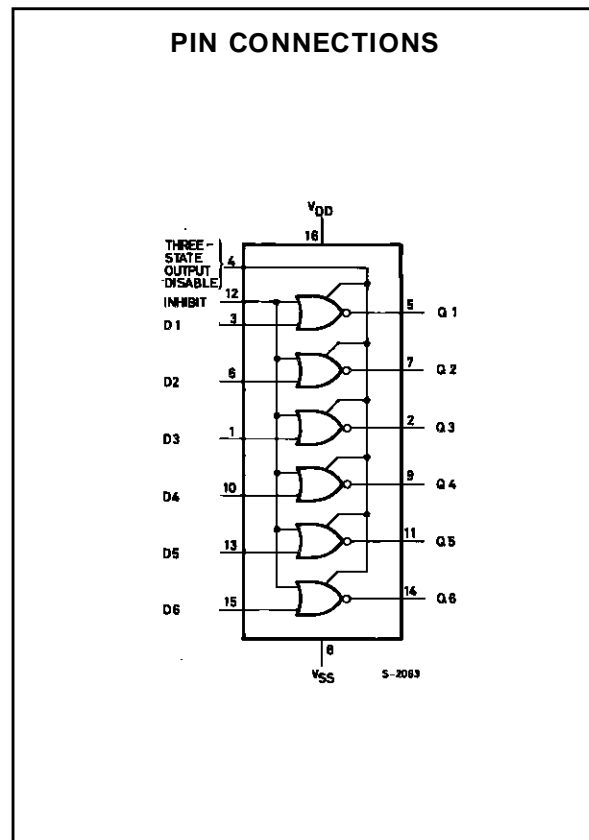 PIN CONNECTIONS
VDD
16
THREE-
STATE
OUTPUT
DISABLE
4
INHIBIT
12
D1
3
5
Q1
D2
6
7
Q2
D3
1
2
Q3
D4
10
9
Q4
D5
13
11
Q5
D6
15
14
Q6
8
VSS
S-2063